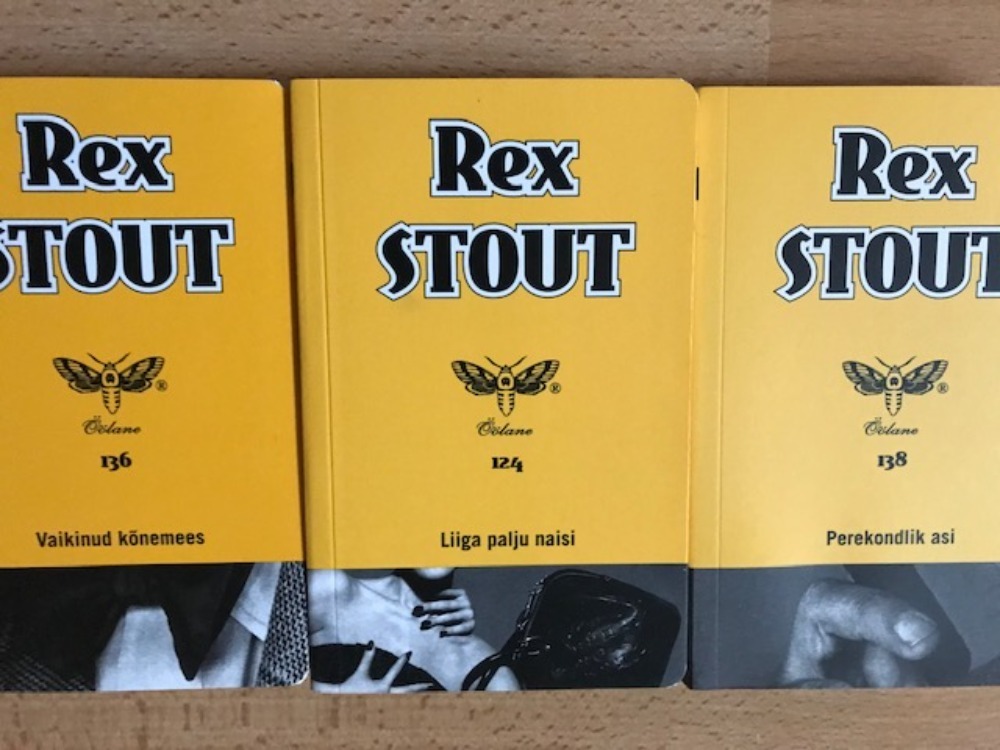 Rex
STOUT
®
Öölane
136
Vaikinud kõnemees
Rex
STOUT
®
Öölane
124
Liiga palju naisi
Rex
STOUT
®
Öölane
138
Perekondlik asi